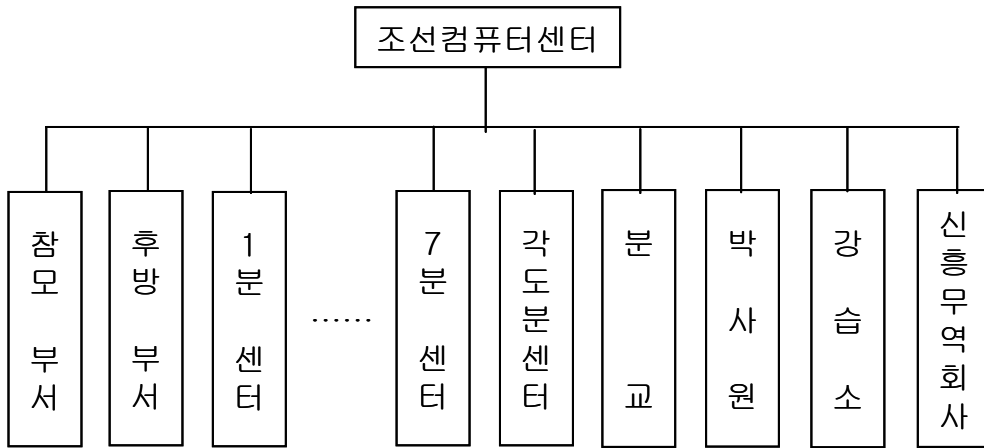 조선컴퓨터센터
참모 부서
후방 부서
1분 센터
......
7분 센터
각도분센터
분 교
박 사 원
강 습 소
신흥무역회사